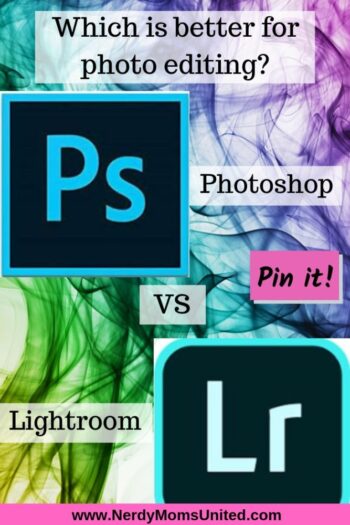 Which is better for
photo editing?
Ps
Photoshop
Pin it!
VS
Lr
Lightroom
www.NerdyMomsUnited.com